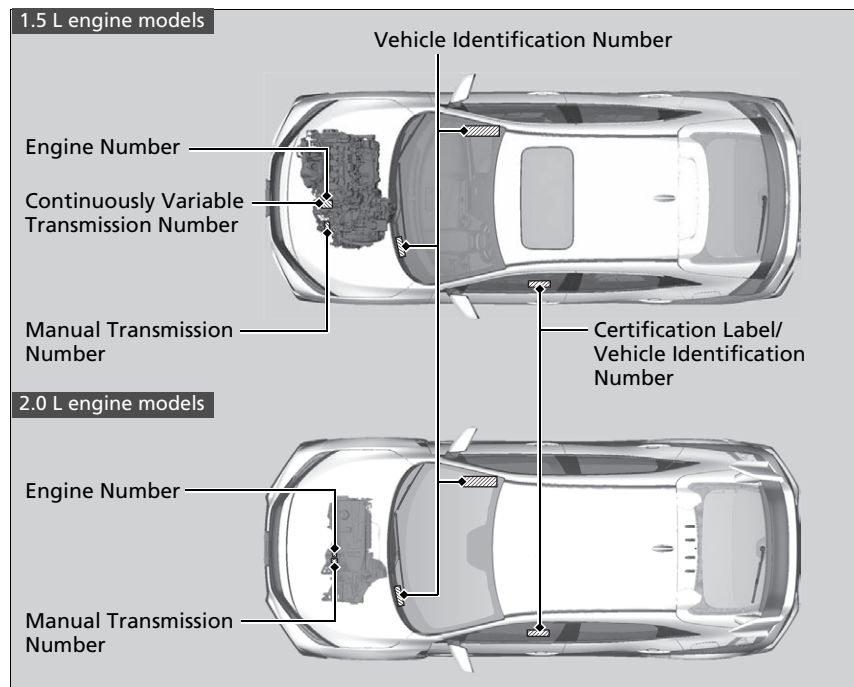 1.5 L engine models
Vehicle Identification Number
Engine Number
Continuously Variable
Transmission Number
Manual Transmission
Number
Certification Label/
Vehicle Identification
Number
2.0 L engine models
Engine Number
Manual Transmission
Number